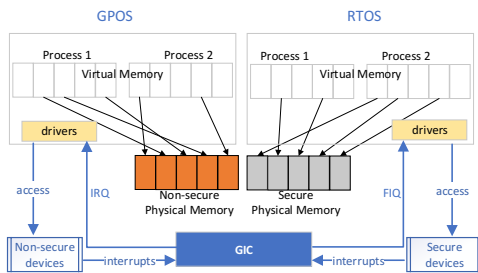 GPOS
RTOS
Process 1
Process 2
Virtual Memory
Process 1
Process 2
Virtual Memory
drivers
drivers
access
IRQ
Non-secure
Physical Memory
Secure
Physical Memory
FIQ
access
Non-secure
devices
interrupts
GIC
interrupts
Secure
devices